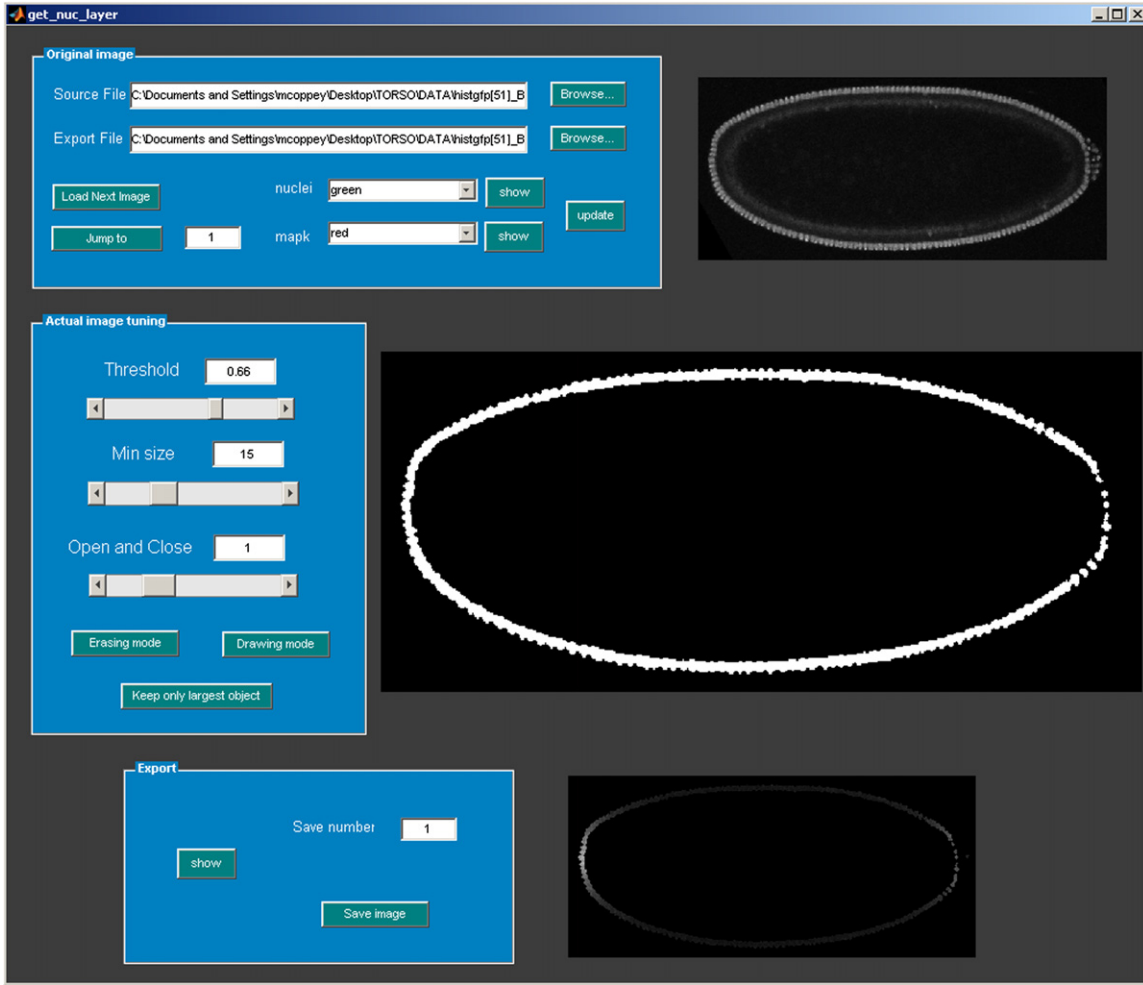 get_nuc_layer
Original image
Source File C:\Documents and Settings\mcoppey\Desktop\TORSO\DATA\histgfp[51]_B Browse...
Export File C:\Documents and Settings\mcoppey\Desktop\TORSO\DATA\histgfp[51]_B Browse...
Load Next Image nuclei green show
update
Jump to 1 mapk red show
Actual image tuning
Threshold 0.66
Min size 15
Open and Close 1
Erasing mode Drawing mode
Keep only largest object
Export
Save number 1
show
Save image